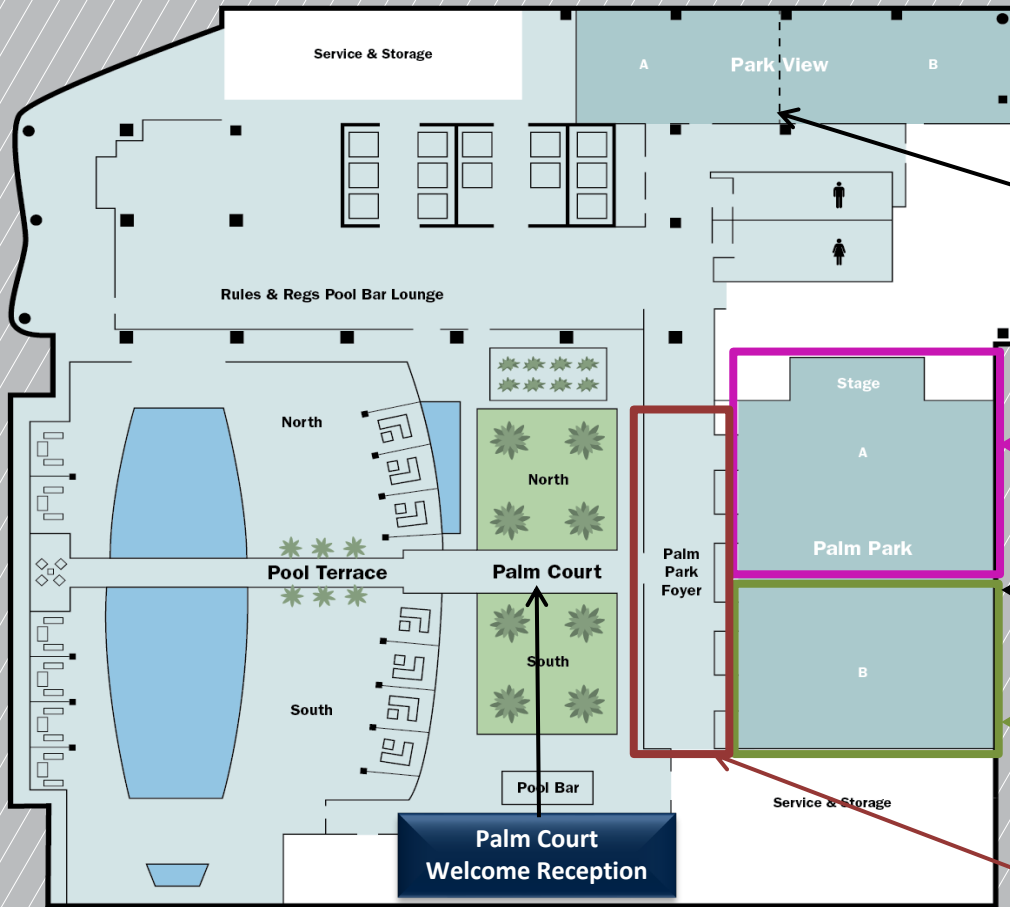 Service & Storage
A
Park View
B
Rules & Regs Pool Bar Lounge
Stage
North
A
North
Palm Park
Palm
Park
Foyer
Pool Terrace
Palm Court
South
B
South
Pool Bar
Service & Storage
Palm Court
Welcome Reception